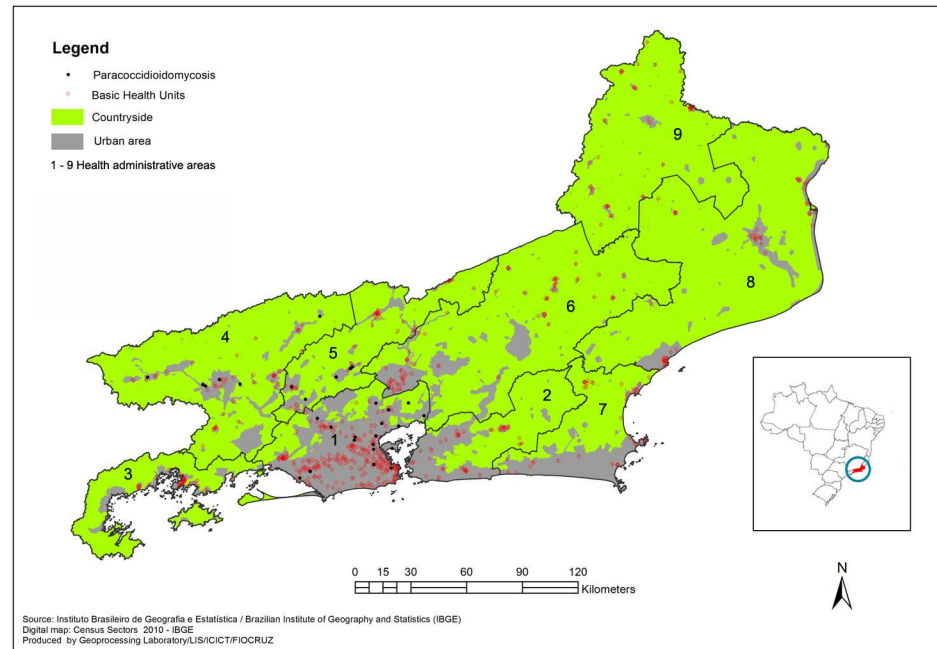 Legend
Paracoccidioidomycosis
Basic Health Units
Countryside
Urban area
1 - 9 Health administrative areas
9
8
6
4
5
2
7
1
3
N
0 15 30 60 90 120
Kilometers
Source: Instituto Brasileiro de Geografia e Estatística / Brazilian Institute of Geography and Statistics (IBGE)
Digital map: Census Sectors 2010 - IBGE
Produced by Geoprocessing Laboratory/LIS/ICICT/FIOCRUZ